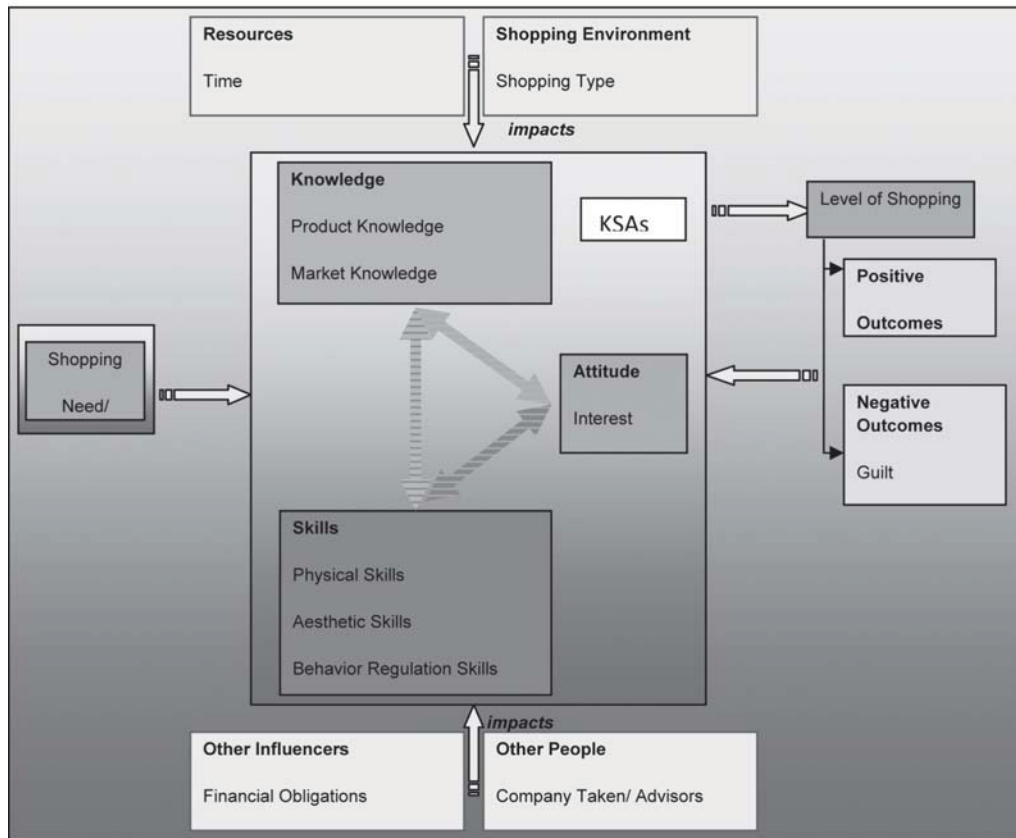 Resources
Time
Shopping Environment
Shopping Type
impacts
Knowledge
Product Knowledge
Market Knowledge
KSAs
Level of Shopping
Positive
Outcomes
Shopping
Need/
Attitude
Interest
Negative
Outcomes
Guilt
Skills
Physical Skills
Aesthetic Skills
Behavior Regulation Skills
impacts
Other Influencers
Financial Obligations
Other People
Company Taken/ Advisors